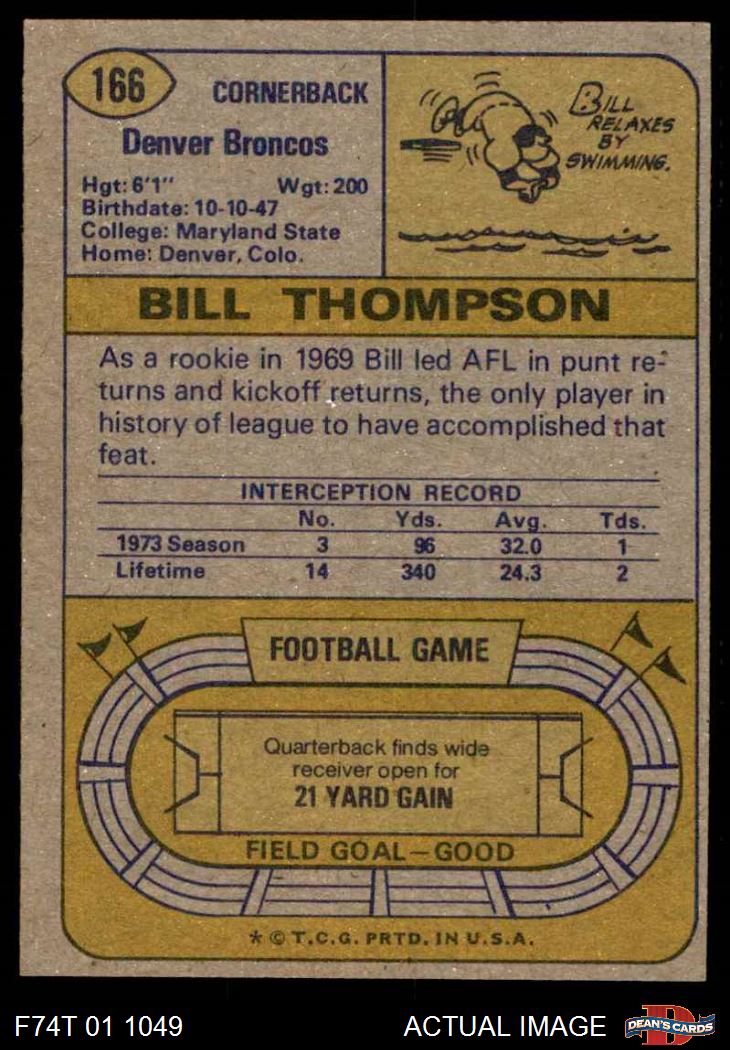 166
CORNERBACK
Denver Broncos
Hgt: 6'1" Wgt: 200
Birthdate: 10-10-47
College: Maryland State
Home: Denver, Colo.
BILL
RELAXES
BY
SWIMMING.
BILL THOMPSON
As a rookie in 1969 Bill led AFL in punt re-
turns and kickoff returns, the only player in
history of league to have accomplished that
feat.
INTERCEPTION RECORD
No. Yds. Avg. Tds.
1973 Season 3 96 32.0 1
Lifetime 14 340 24.3 2
FOOTBALL GAME
Quarterback finds wide
receiver open for
21 YARD GAIN
FIELD GOAL—GOOD
* © T.C.G. PRTD. IN U.S.A.
F74T 01 1049 ACTUAL IMAGE
D
DEAN'S CARDS